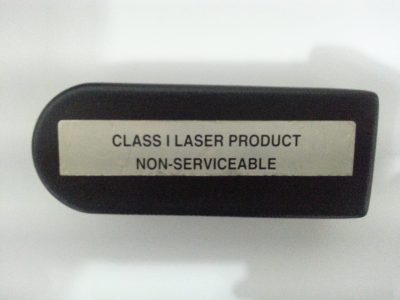 CLASS I LASER PRODUCT
NON-SERVICEABLE